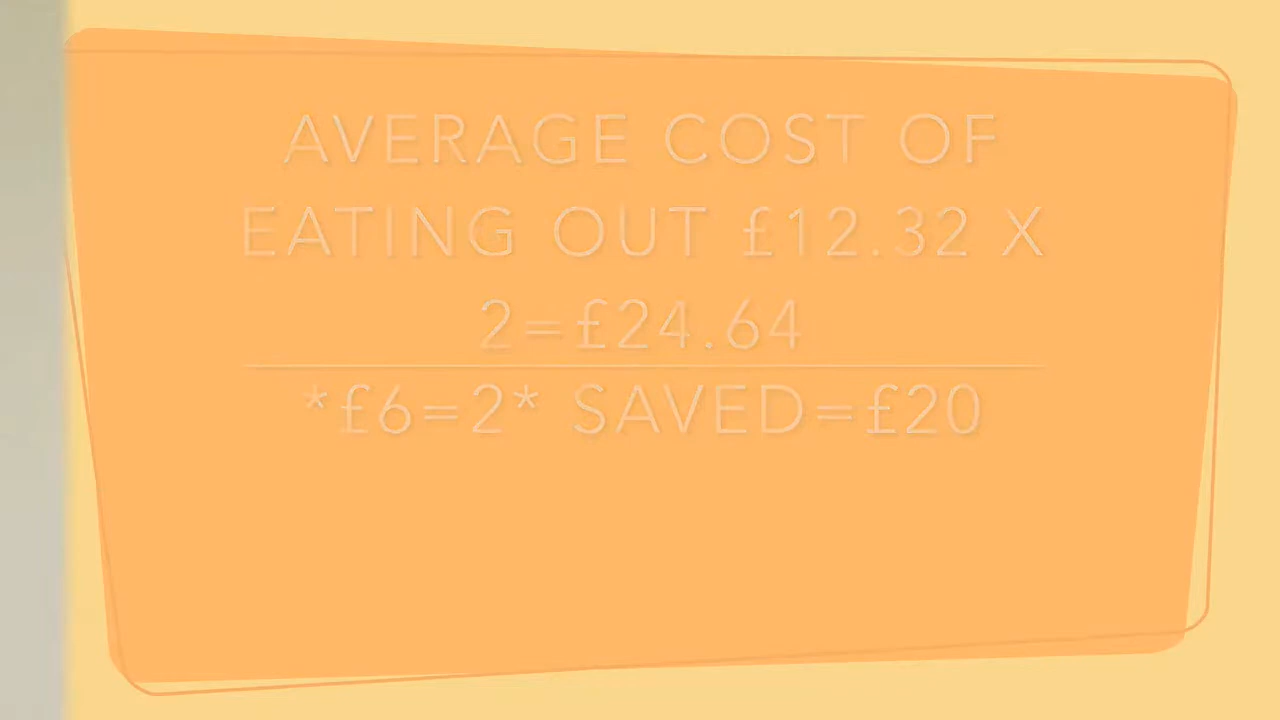 AVERAGE COST OF
EATING OUT £12.32 X
2=£24.64
*£6=2* SAVED=£20